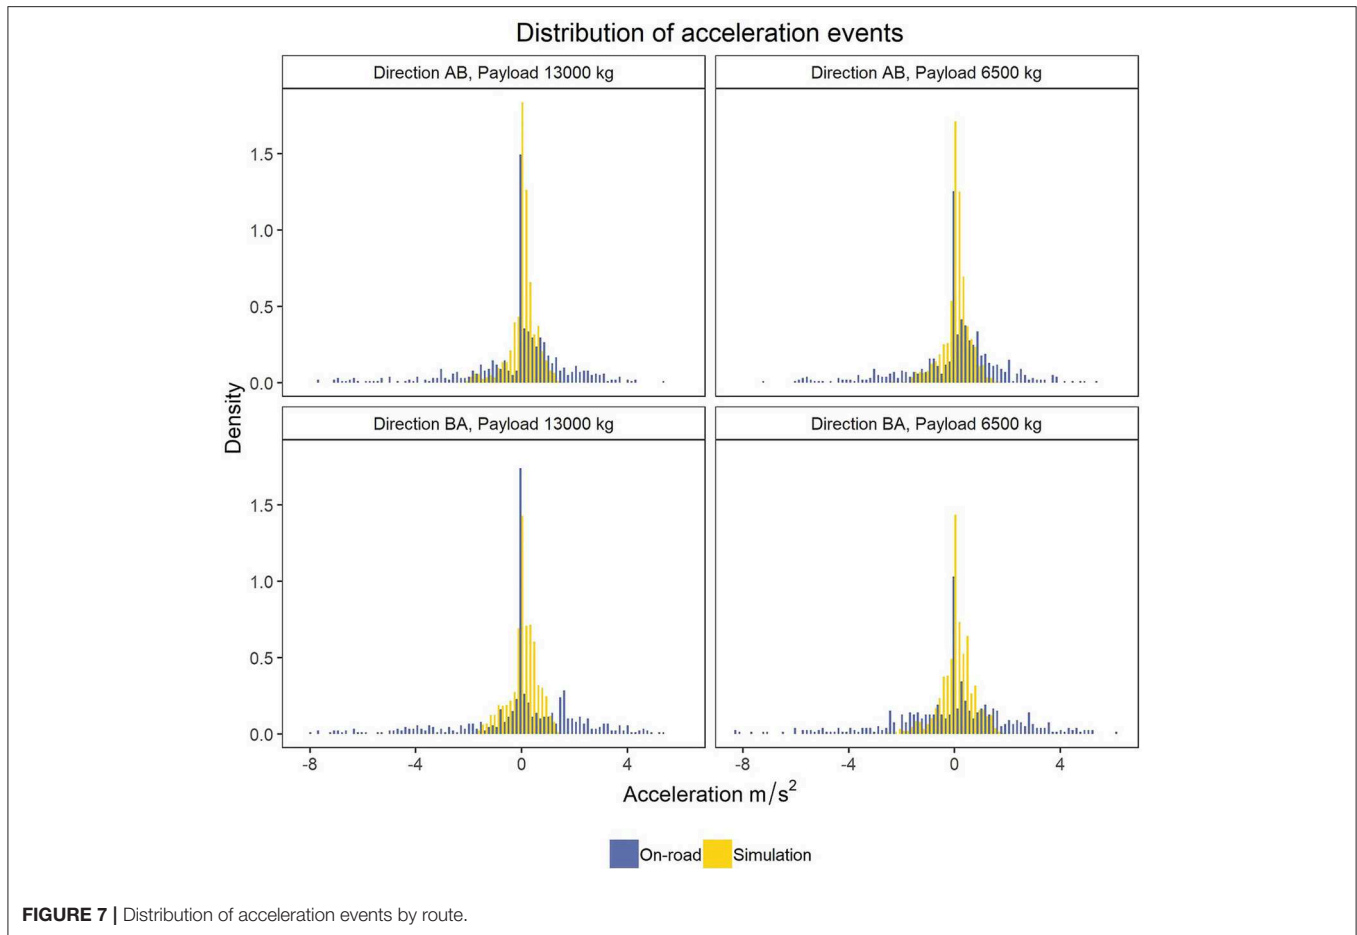 Distribution of acceleration events
Direction AB, Payload 13000 kg
Direction AB, Payload 6500 kg
1.5
1.0
0.5
0.0
Density
Direction BA, Payload 13000 kg
Direction BA, Payload 6500 kg
1.5
1.0
0.5
0.0
-8 -4 0 4
-8 -4 0 4
Acceleration m/s²
On-road Simulation
FIGURE 7 | Distribution of acceleration events by route.